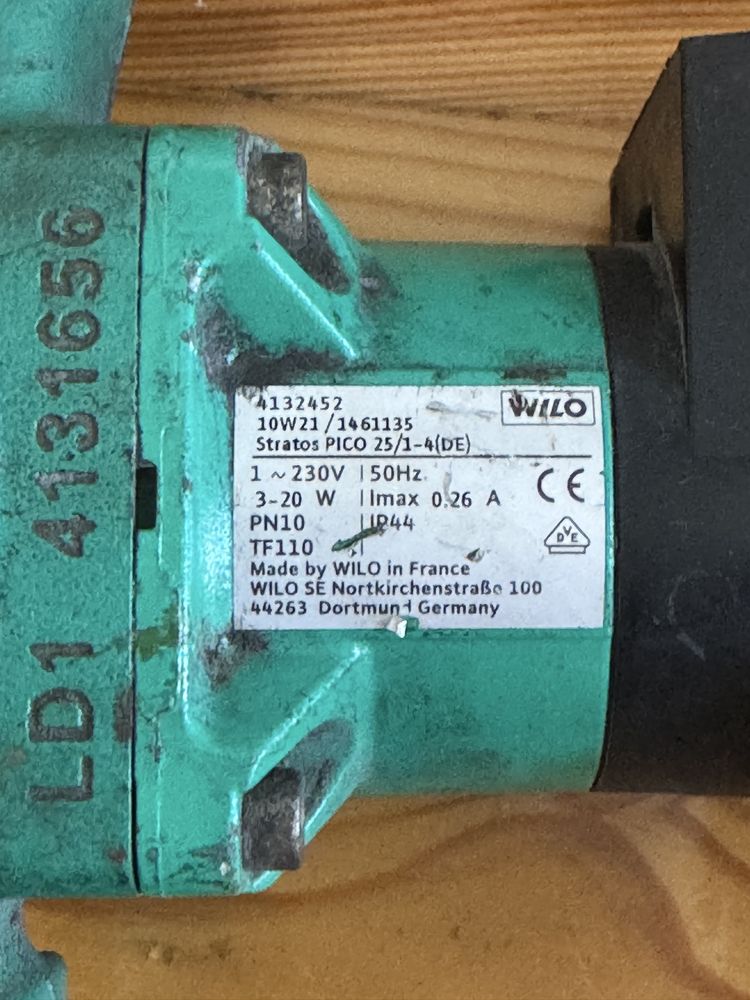 LD1 4131656
4132452
WILO
10W21/1461135
Stratos PICO 25/1-4(DE)
1 ~ 230V | 50Hz
3-20 W | Imax 0.26 A
PN10 | IP44
TF110 |
CE
DVE
Made by WILO in France
WILO SE Nortkirchenstraße 100
44263 Dortmund Germany